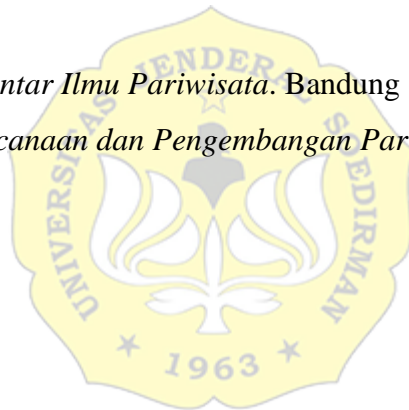 ntar Ilmu Pariwisata. Bandung
canaan dan Pengembangan Par
UNIVERSITAS JENDERAL SOEDIRMAN
1963